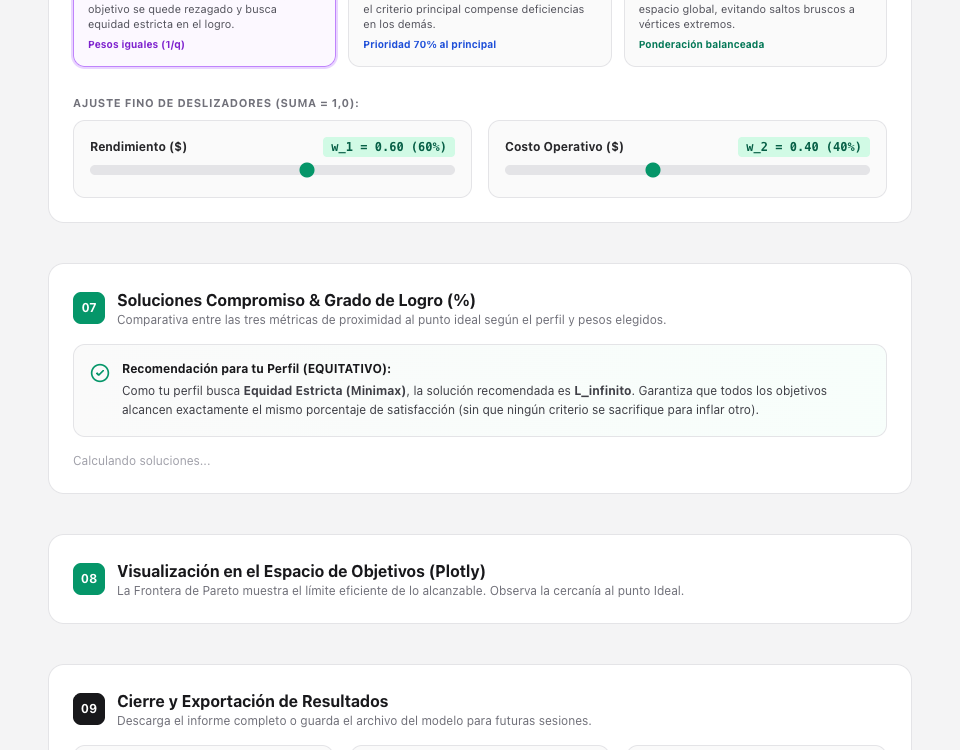 objetivo se quede rezagado y busca
equidad estricta en el logro.
Pesos iguales (1/q)
el criterio principal compense deficiencias
en los demás.
Prioridad 70% al principal
espacio global, evitando saltos bruscos a
vértices extremos.
Ponderación balanceada
AJUSTE FINO DE DESLIZADORES (SUMA = 1,0):
Rendimiento ($)
w_1 = 0.60 (60%)
Costo Operativo ($)
w_2 = 0.40 (40%)
07
Soluciones Compromiso & Grado de Logro (%)
Comparativa entre las tres métricas de proximidad al punto ideal según el perfil y pesos elegidos.
Recomendación para tu Perfil (EQUITATIVO):
Como tu perfil busca Equidad Estricta (Minimax), la solución recomendada es L_infinito. Garantiza que todos los objetivos
alcancen exactamente el mismo porcentaje de satisfacción (sin que ningún criterio se sacrifique para inflar otro).
Calculando soluciones...
08
Visualización en el Espacio de Objetivos (Plotly)
La Frontera de Pareto muestra el límite eficiente de lo alcanzable. Observa la cercanía al punto Ideal.
09
Cierre y Exportación de Resultados
Descarga el informe completo o guarda el archivo del modelo para futuras sesiones.